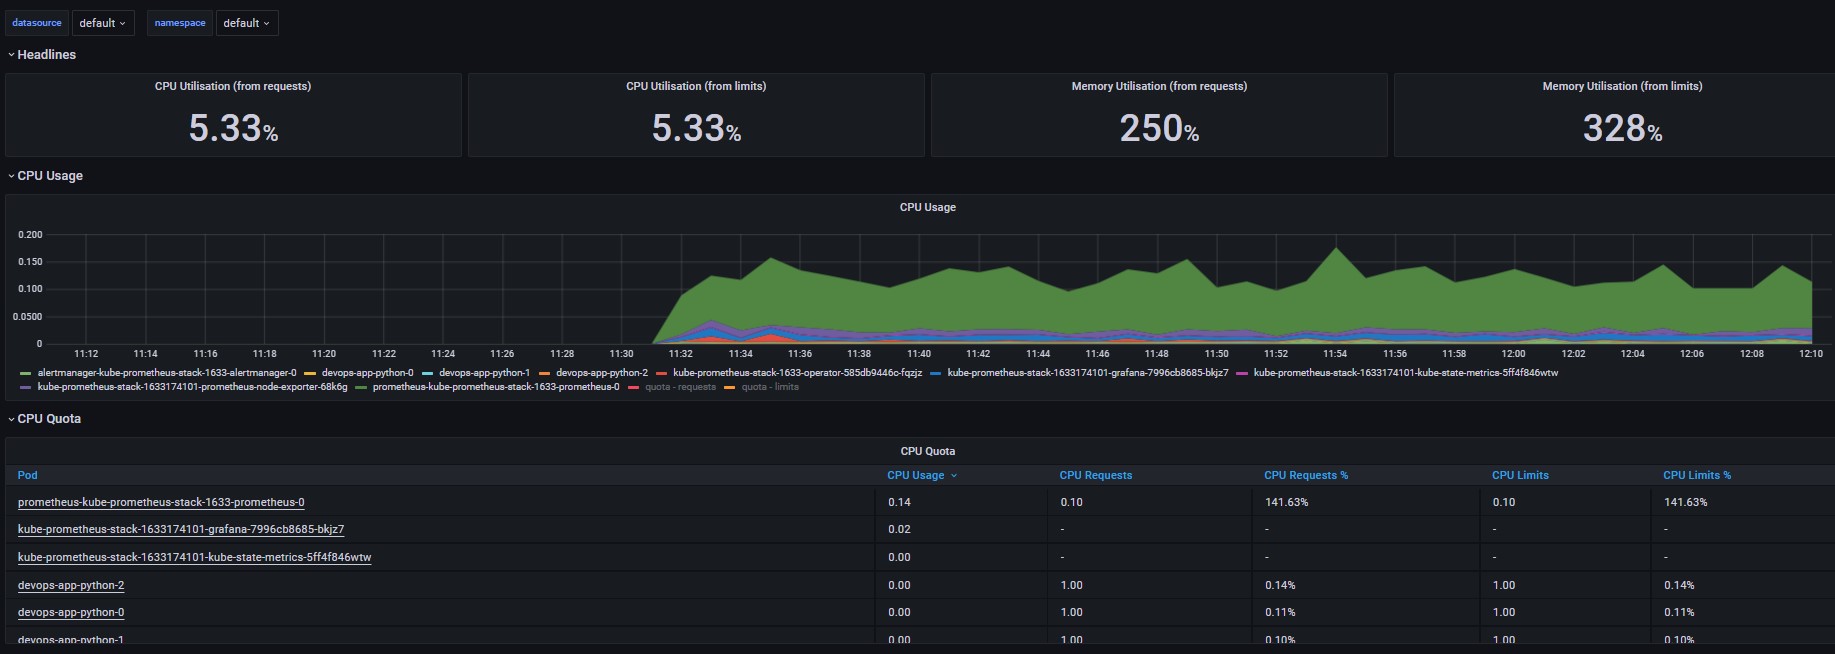 datasource default namespace default
Headlines
CPU Utilisation (from requests) CPU Utilisation (from limits) Memory Utilisation (from requests) Memory Utilisation (from limits)
5.33% 5.33% 250% 328%
CPU Usage
CPU Usage
0.200
0.150
0.100
0.0500
0
11:12 11:14 11:16 11:18 11:20 11:22 11:24 11:26 11:28 11:30 11:32 11:34 11:36 11:38 11:40 11:42 11:44 11:46 11:48 11:50 11:52 11:54 11:56 11:58 12:00 12:02 12:04 12:06 12:08 12:10
alertmanager-kube-prometheus-stack-1633-alertmanager-0 devops-app-python-0 devops-app-python-1 devops-app-python-2 kube-prometheus-stack-1633-operator-585db9446c-fqzjz kube-prometheus-stack-1633174101-grafana-7996cb8685-bkjz7 kube-prometheus-stack-1633174101-kube-state-metrics-5ff4f846wtw
kube-prometheus-stack-1633174101-prometheus-node-exporter-68k6g prometheus-kube-prometheus-stack-1633-prometheus-0 quota - requests quota - limits
CPU Quota
CPU Quota
Pod CPU Usage CPU Requests CPU Requests % CPU Limits CPU Limits %
prometheus-kube-prometheus-stack-1633-prometheus-0 0.14 0.10 141.63% 0.10 141.63%
kube-prometheus-stack-1633174101-grafana-7996cb8685-bkjz7 0.02 - - - -
kube-prometheus-stack-1633174101-kube-state-metrics-5ff4f846wtw 0.00 - - - -
devops-app-python-2 0.00 1.00 0.14% 1.00 0.14%
devops-app-python-0 0.00 1.00 0.11% 1.00 0.11%
devops-app-python-1 0.00 1.00 0.10% 1.00 0.10%